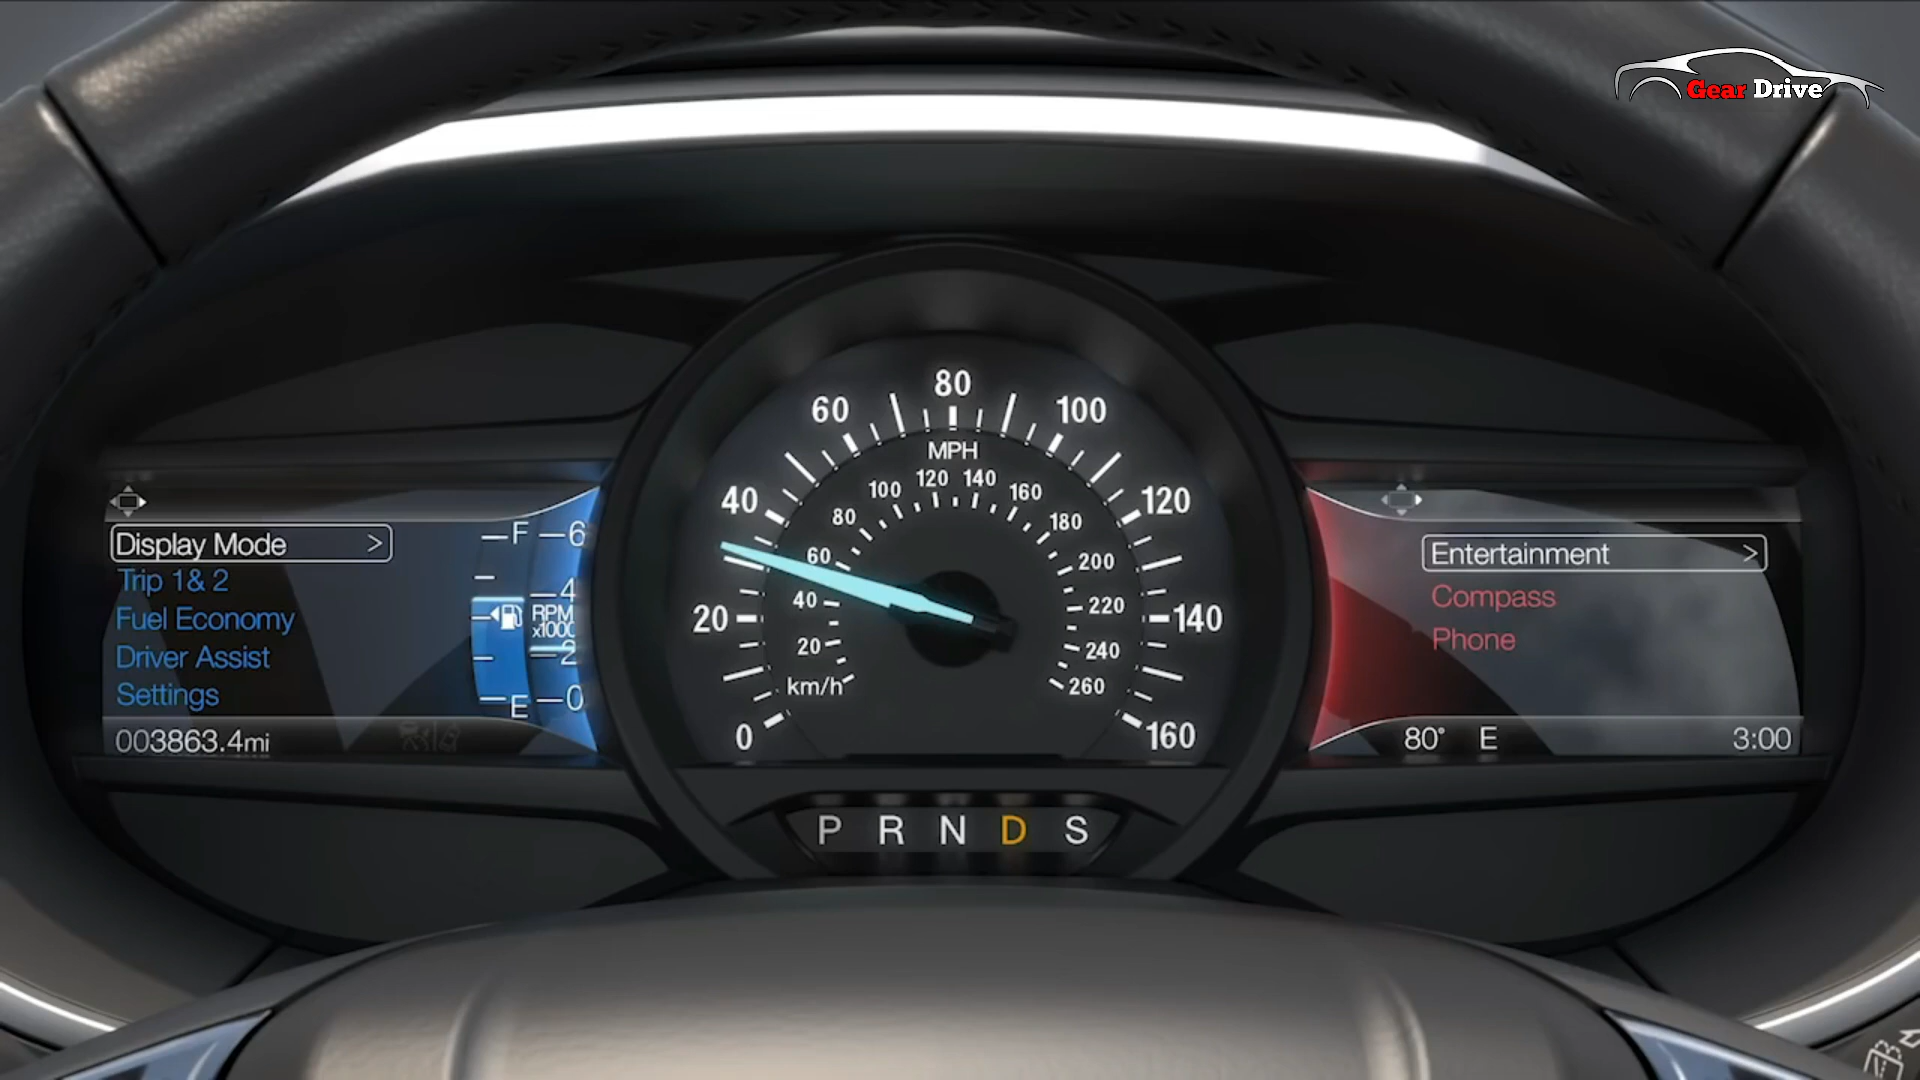 Gear Drive
Display Mode >
Trip 1& 2
Fuel Economy
Driver Assist
Settings
003863.4mi
F
E
6
4
RPM
x1000
2
0
0
20
40
60
80
100
120
140
160
MPH
km/h
20
40
60
80
100
120
140
160
180
200
220
240
260
P R N D S
Entertainment >
Compass
Phone
80° E
3:00